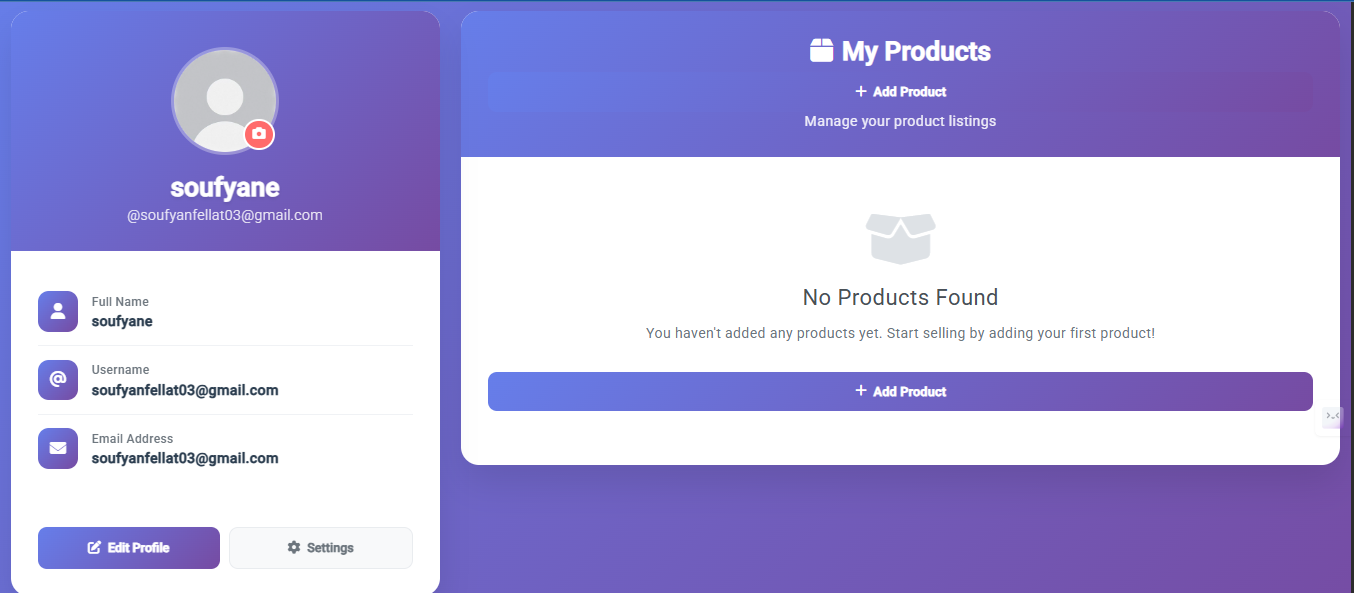 soufyane
@soufyanfellat03@gmail.com
Full Name
soufyane
Username
soufyanfellat03@gmail.com
Email Address
soufyanfellat03@gmail.com
Edit Profile
Settings
My Products
Add Product
Manage your product listings
No Products Found
You haven't added any products yet. Start selling by adding your first product!
Add Product